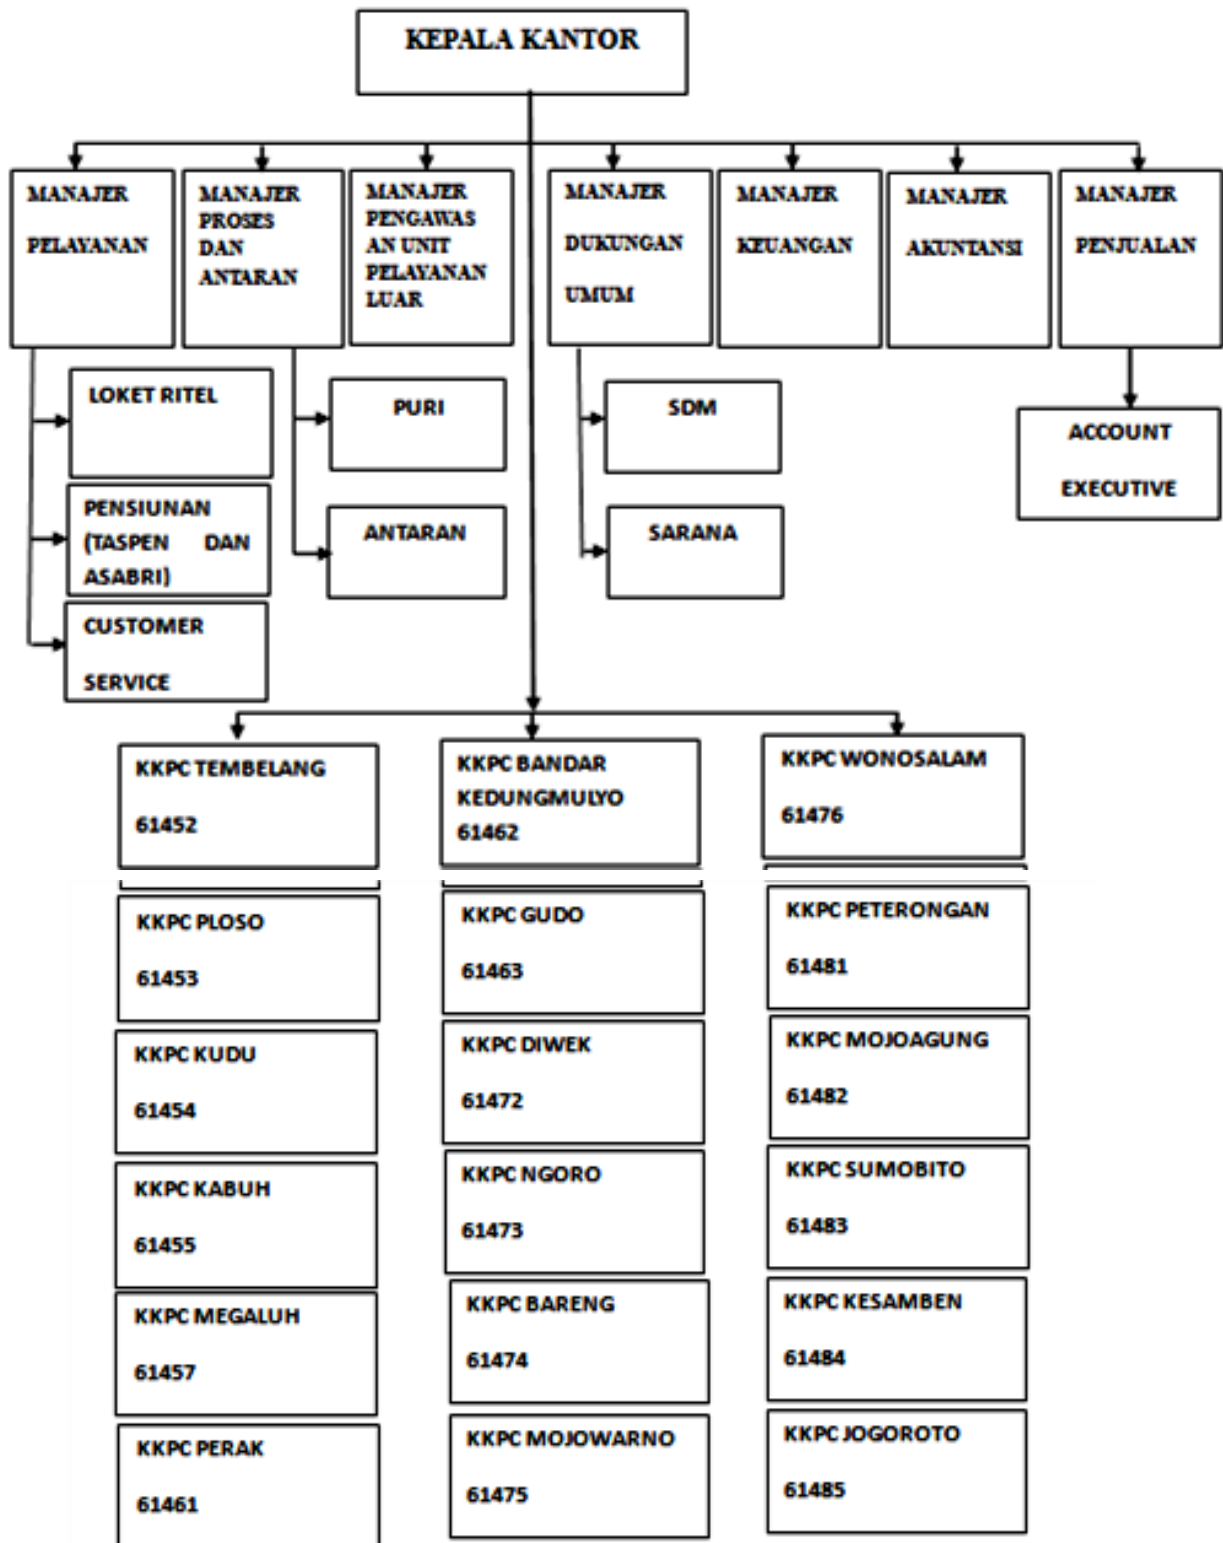 KEPALA KANTOR
MANAJER
PELAYANAN
MANAJER
PROSES
DAN
ANTARAN
MANAJER
PENGAWAS
AN UNIT
PELAYANAN
LUAR
MANAJER
DUKUNGAN
UMUM
MANAJER
KEUANGAN
MANAJER
AKUNTANSI
MANAJER
PENJUALAN
LOKET RITEL
PENSIUNAN
(TASPEN DAN
ASABRI)
CUSTOMER
SERVICE
PURI
ANTARAN
SDM
SARANA
ACCOUNT
EXECUTIVE
KKPC TEMBELANG
61452
KKPC PLOSO
61453
KKPC KUDU
61454
KKPC KABUH
61455
KKPC MEGALUH
61457
KKPC PERAK
61461
KKPC BANDAR
KEDUNGMULYO
61462
KKPC GUDO
61463
KKPC DIWEK
61472
KKPC NGORO
61473
KKPC BARENG
61474
KKPC MOJOWARNO
61475
KKPC WONOSALAM
61476
KKPC PETERONGAN
61481
KKPC MOJOAGUNG
61482
KKPC SUMOBITO
61483
KKPC KESAMBEN
61484
KKPC JOGOROTO
61485